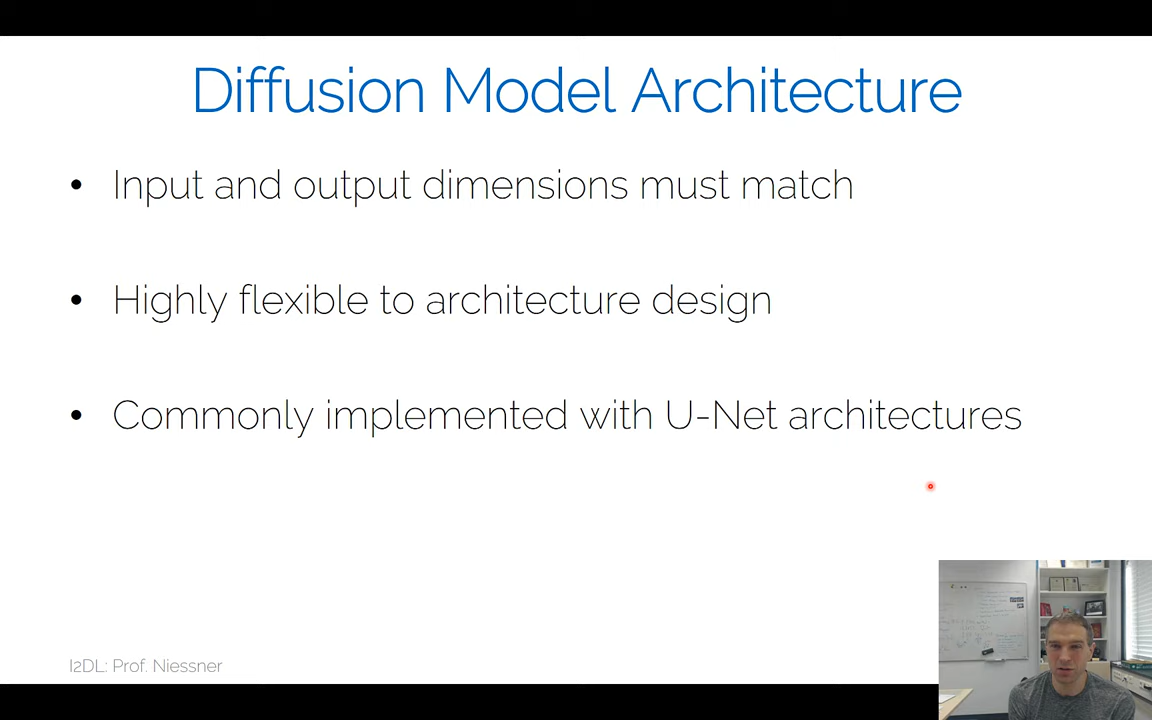 Diffusion Model Architecture
• Input and output dimensions must match
• Highly flexible to architecture design
• Commonly implemented with U-Net architectures
I2DL: Prof. Niessner